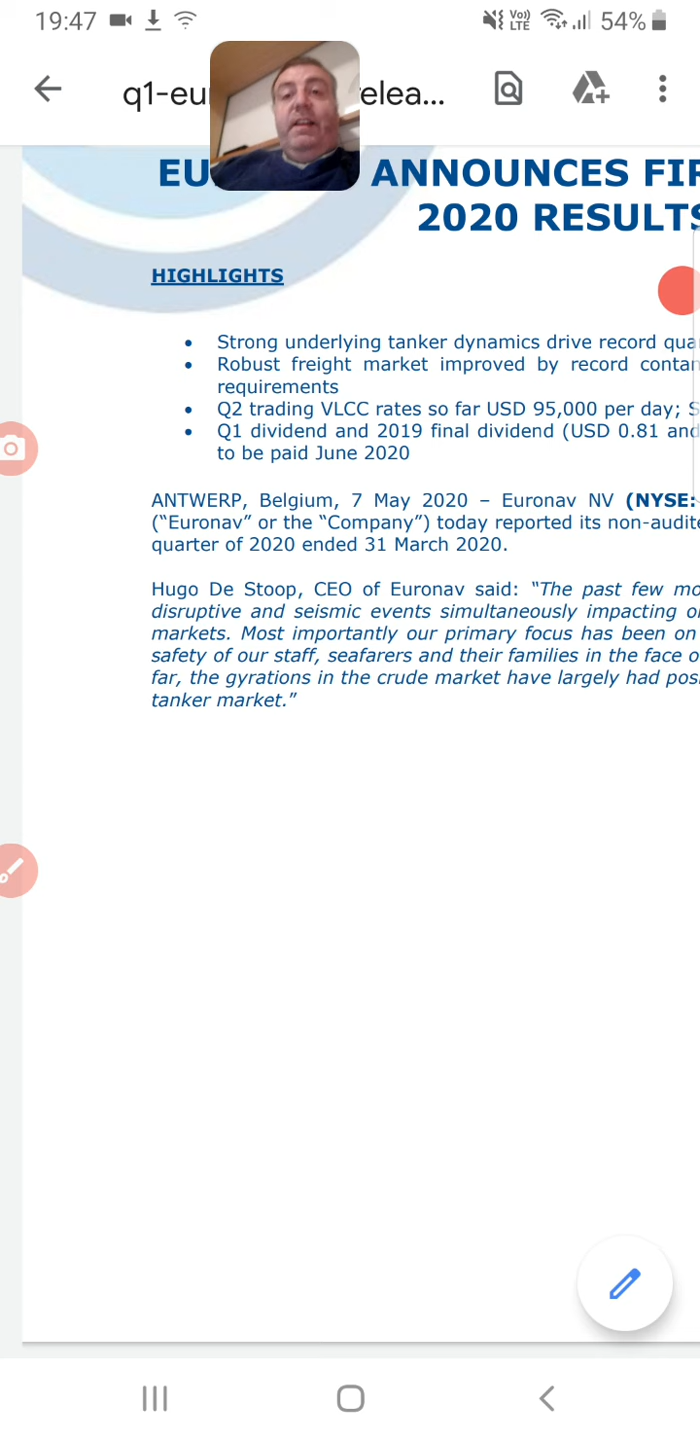 19:47
Vo))
LTE
54%
q1-eu elea...
EU ANNOUNCES FIR
2020 RESULTS
HIGHLIGHTS
• Strong underlying tanker dynamics drive record qua
• Robust freight market improved by record contan
requirements
• Q2 trading VLCC rates so far USD 95,000 per day; S
• Q1 dividend and 2019 final dividend (USD 0.81 and
to be paid June 2020
ANTWERP, Belgium, 7 May 2020 – Euronav NV (NYSE:
(“Euronav” or the “Company”) today reported its non-audite
quarter of 2020 ended 31 March 2020.
Hugo De Stoop, CEO of Euronav said: “The past few mo
disruptive and seismic events simultaneously impacting o
markets. Most importantly our primary focus has been on
safety of our staff, seafarers and their families in the face o
far, the gyrations in the crude market have largely had pos
tanker market.”